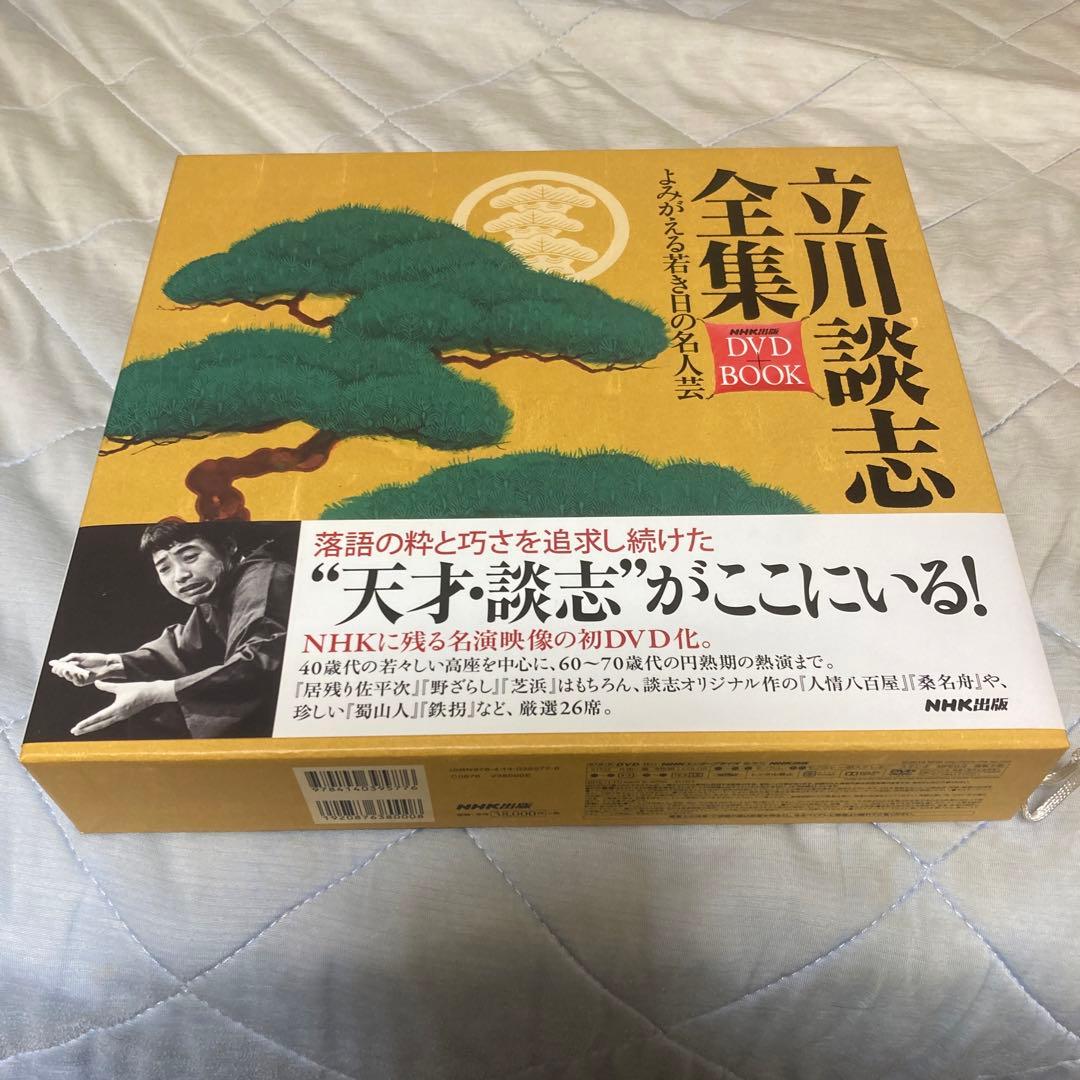 立川談志
全集
NHK出版
DVD
+
BOOK
よみがえる若き日の名人芸
落語の粋と巧さを追求し続けた
“天才・談志”がここにいる！
NHKに残る名演映像の初DVD化。
40歳代の若々しい高座を中心に、60〜70歳代の円熟期の熱演まで。
『居残り佐平次』『野ざらし』『芝浜』はもちろん、談志オリジナル作の『人情八百屋』『桑名舟』や、
珍しい『蜀山人』『鉄拐』など、厳選26席。
NHK出版
9784140395776
1920876380008
NHK出版
38,000